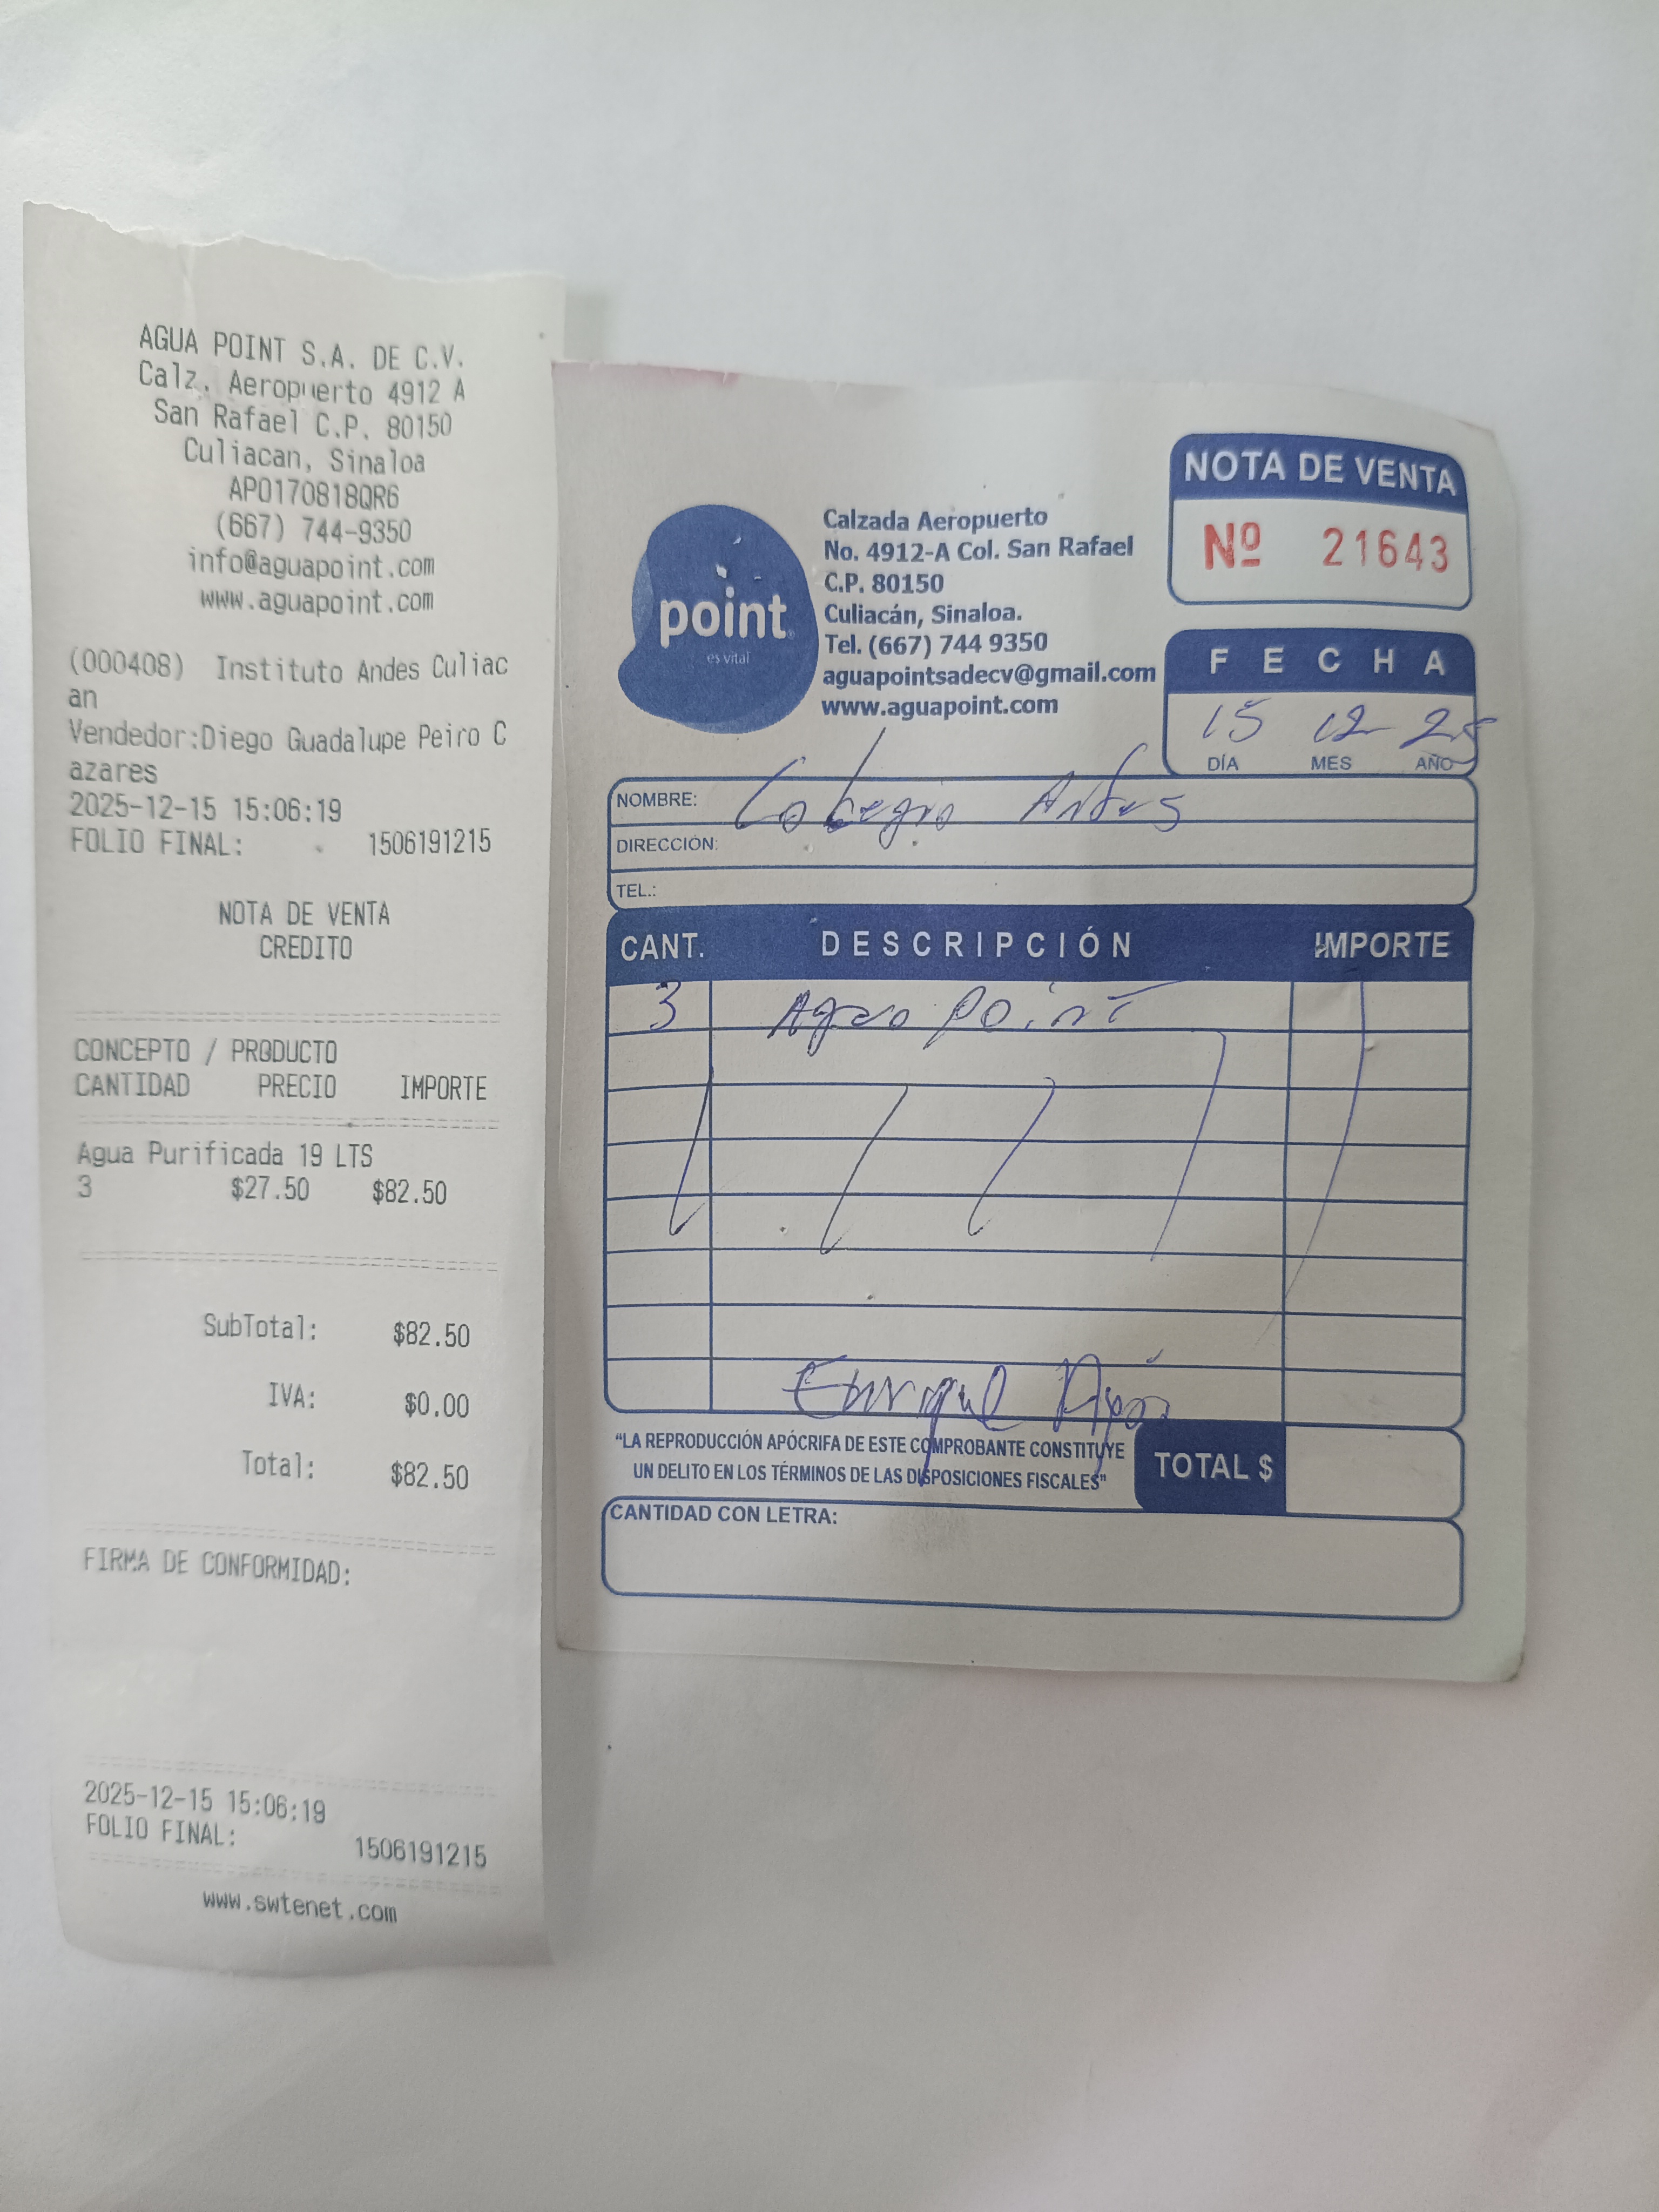 AGUA POINT S.A. DE C.V.
Calz. Aeropuerto 4912 A
San Rafael C.P. 80150
Culiacan, Sinaloa
APO170818QR6
(667) 744-9350
info@aguapoint.com
www.aguapoint.com
(000408) Instituto Andes Culiac
an
Vendedor:Diego Guadalupe Peiro C
azares
2025-12-15 15:06:19
FOLIO FINAL: 1506191215
NOTA DE VENTA
CREDITO
CONCEPTO / PRODUCTO
CANTIDAD PRECIO IMPORTE
Agua Purificada 19 LTS
3 $27.50 $82.50
SubTotal: $82.50
IVA: $0.00
Total: $82.50
FIRMA DE CONFORMIDAD:
2025-12-15 15:06:19
FOLIO FINAL: 1506191215
www.swtenet.com
point
es vital
Calzada Aeropuerto
No. 4912-A Col. San Rafael
C.P. 80150
Culiacán, Sinaloa.
Tel. (667) 744 9350
aguapointsadecv@gmail.com
www.aguapoint.com
NOTA DE VENTA
Nº 21643
FECHA
15 12 25
DÍA MES AÑO
NOMBRE: Colegio Andes
DIRECCIÓN:
TEL.:
CANT. DESCRIPCIÓN IMPORTE
3 Agua Point
Enrique
"LA REPRODUCCIÓN APÓCRIFA DE ESTE COMPROBANTE CONSTITUYE
UN DELITO EN LOS TÉRMINOS DE LAS DISPOSICIONES FISCALES"
TOTAL $
CANTIDAD CON LETRA: